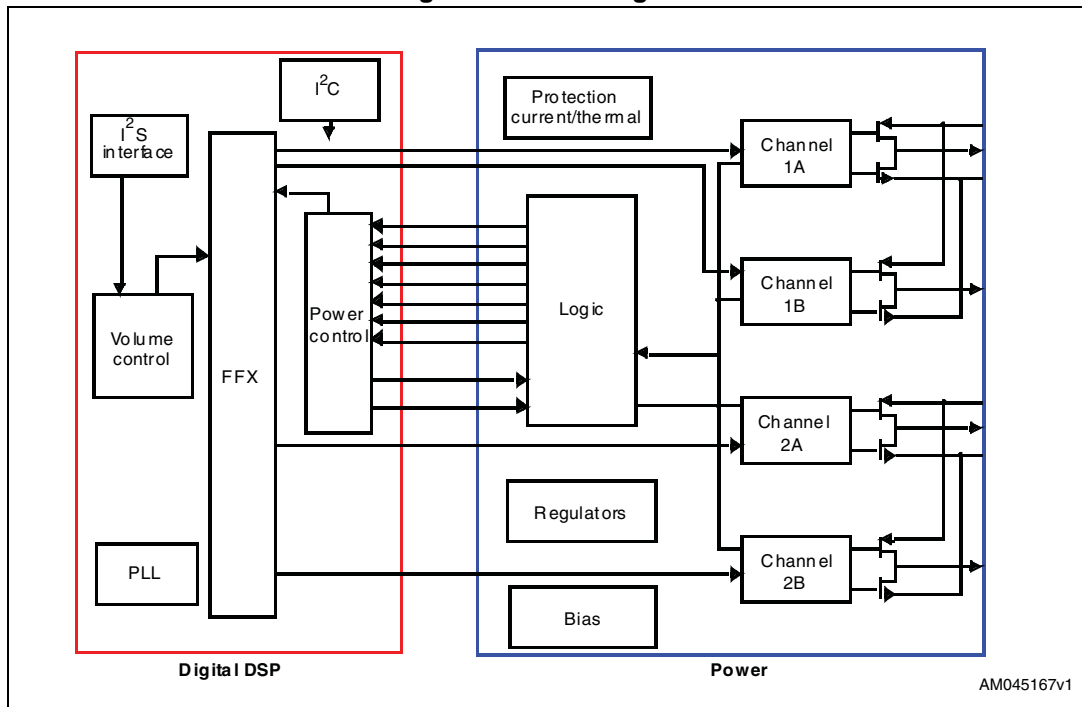 I²C
I²S
interface
Volume
control
PLL
FFX
Power
control
Digital DSP
Protection
current/thermal
Logic
Regulators
Bias
Channel
1A
Channel
1B
Channel
2A
Channel
2B
Power
AM045167v1